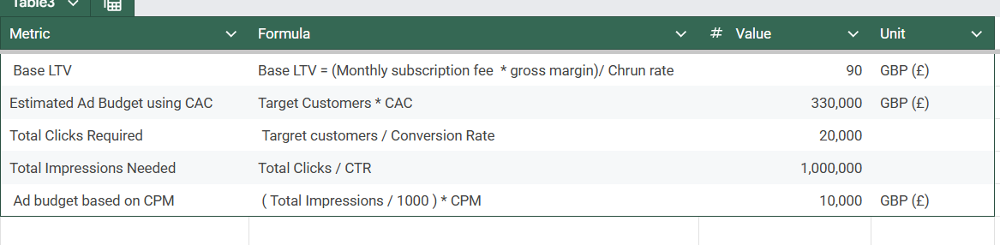 Table3
Metric Formula # Value Unit
Base LTV Base LTV = (Monthly subscription fee * gross margin)/ Chrun rate 90 GBP (£)
Estimated Ad Budget using CAC Target Customers * CAC 330,000 GBP (£)
Total Clicks Required Targret customers / Conversion Rate 20,000
Total Impressions Needed Total Clicks / CTR 1,000,000
Ad budget based on CPM ( Total Impressions / 1000 ) * CPM 10,000 GBP (£)